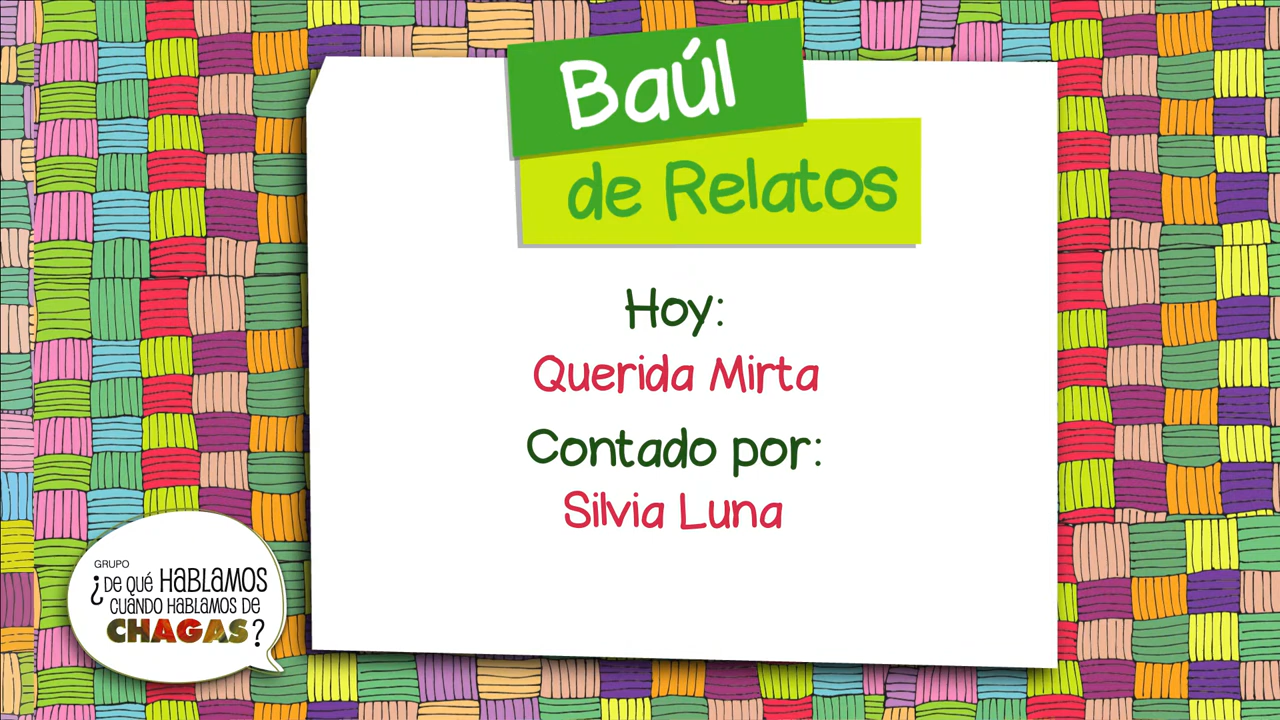 Baúl
de Relatos
Hoy:
Querida Mirta
Contado por:
Silvia Luna
GRUPO
¿DE QUÉ HABLAMOS
CUANDO HABLAMOS DE
CHAGAS?